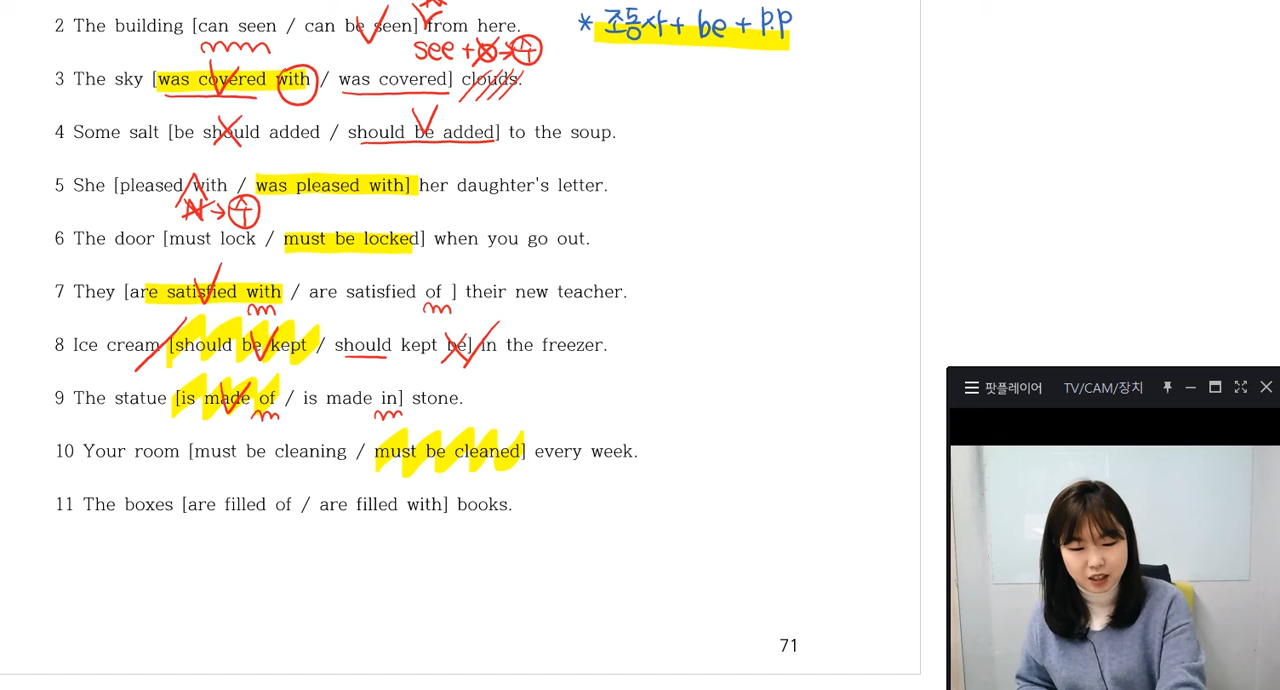 2 The building [can seen / can be seen] from here.
* 조동사 + be + P.P
see +
3 The sky [was covered with / was covered] clouds.
4 Some salt [be should added / should be added] to the soup.
5 She [pleased with / was pleased with] her daughter's letter.
6 The door [must lock / must be locked] when you go out.
7 They [are satisfied with / are satisfied of ] their new teacher.
8 Ice cream [should be kept / should kept be] in the freezer.
9 The statue [is made of / is made in] stone.
10 Your room [must be cleaning / must be cleaned] every week.
11 The boxes [are filled of / are filled with] books.
71
팟플레이어 TV/CAM/장치